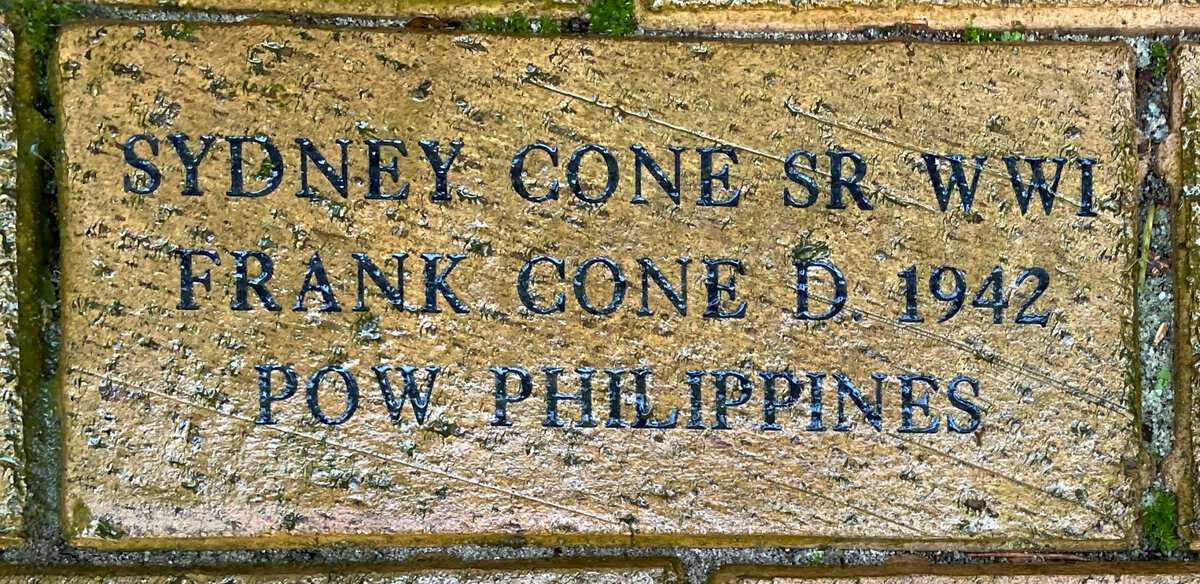 SYDNEY CONE SR WWI
FRANK CONE D. 1942
POW PHILIPPINES